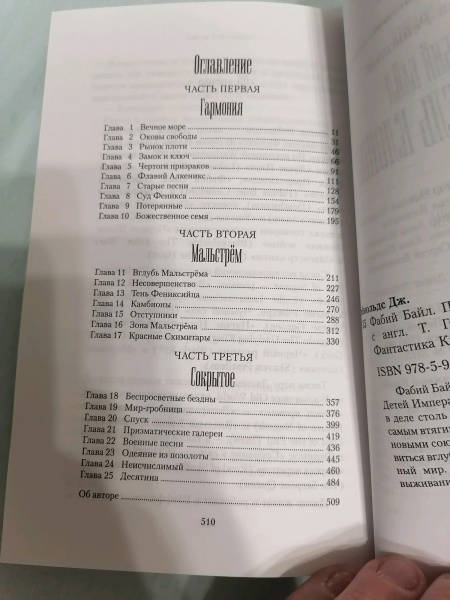 Оглавление
ЧАСТЬ ПЕРВАЯ
Гармония
Глава 1 Вечное море 11
Глава 2 Оковы свободы 31
Глава 3 Рынок плоти 46
Глава 4 Замок и ключ 66
Глава 5 Чертоги призраков 91
Глава 6 Флавий Алкеникс 111
Глава 7 Старые песни 128
Глава 8 Суд Феникса 154
Глава 9 Потерянные 179
Глава 10 Божественное семя 195
ЧАСТЬ ВТОРАЯ
Мальстрём
Глава 11 Вглубь Мальстрёма 211
Глава 12 Несовершенство 227
Глава 13 Тень Фениксийца 246
Глава 14 Камбионы 270
Глава 15 Отступники 288
Глава 16 Зона Мальстрёма 312
Глава 17 Красные Скимитары 330
ЧАСТЬ ТРЕТЬЯ
Сокрытое
Глава 18 Беспросветные бездны 357
Глава 19 Мир-гробница 376
Глава 20 Спуск 399
Глава 21 Призматические галереи 419
Глава 22 Военные песни 436
Глава 23 Одеяние из позолоты 445
Глава 24 Неисчислимый 460
Глава 25 Десятина 484
Об авторе 509
510
Дж.
Фабий Байл. П
с англ. Т. Г
Фантастика К
ISBN 978-5-9
Фабий Бай
Детей Импера
в деле столь
самым втягив
новыми сою
виться вглу
ный мир.
выживани